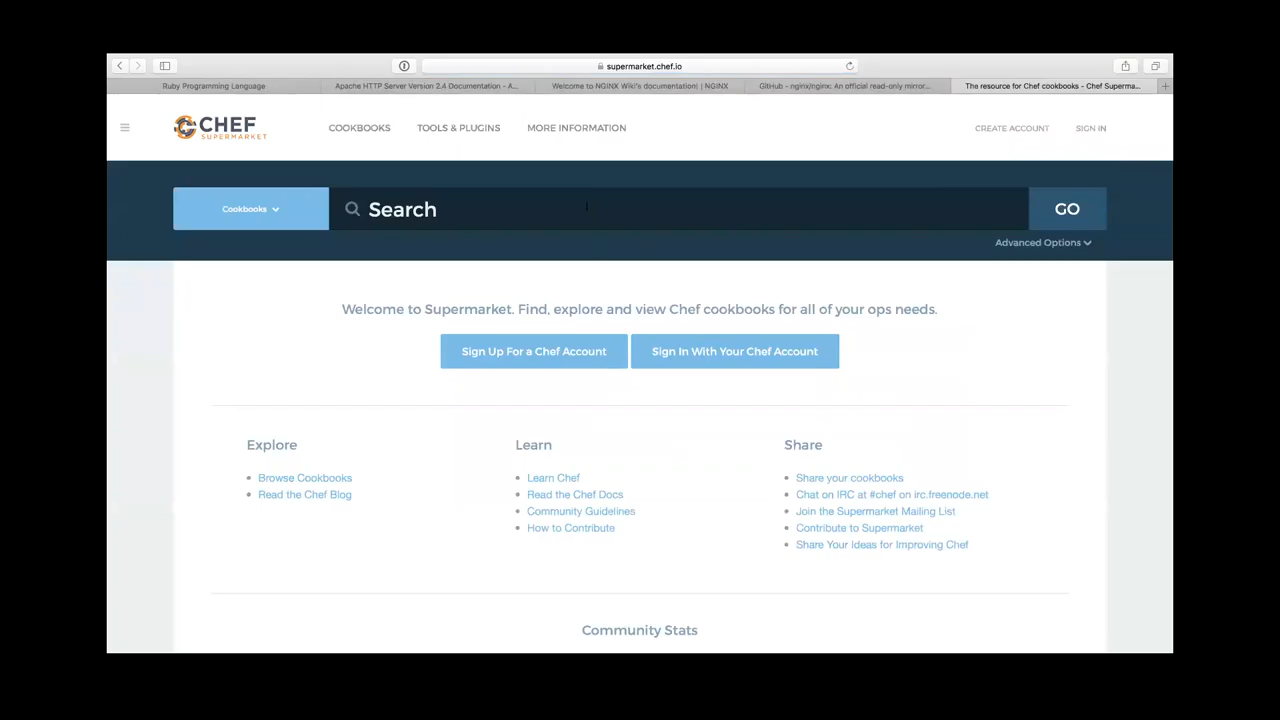 supermarket.chef.io
Ruby Programming Language
Apache HTTP Server Version 2.4 Documentation - A...
Welcome to NGINX Wiki's documentation! | NGINX
GitHub - nginx/nginx: An official read-only mirror...
The resource for Chef cookbooks - Chef Superma...
CHEF
SUPERMARKET
COOKBOOKS
TOOLS & PLUGINS
MORE INFORMATION
CREATE ACCOUNT
SIGN IN
Cookbooks
Search
GO
Advanced Options
Welcome to Supermarket. Find, explore and view Chef cookbooks for all of your ops needs.
Sign Up For a Chef Account
Sign In With Your Chef Account
Explore
Browse Cookbooks
Read the Chef Blog
Learn
Learn Chef
Read the Chef Docs
Community Guidelines
How to Contribute
Share
Share your cookbooks
Chat on IRC at #chef on irc.freenode.net
Join the Supermarket Mailing List
Contribute to Supermarket
Share Your Ideas for Improving Chef
Community Stats